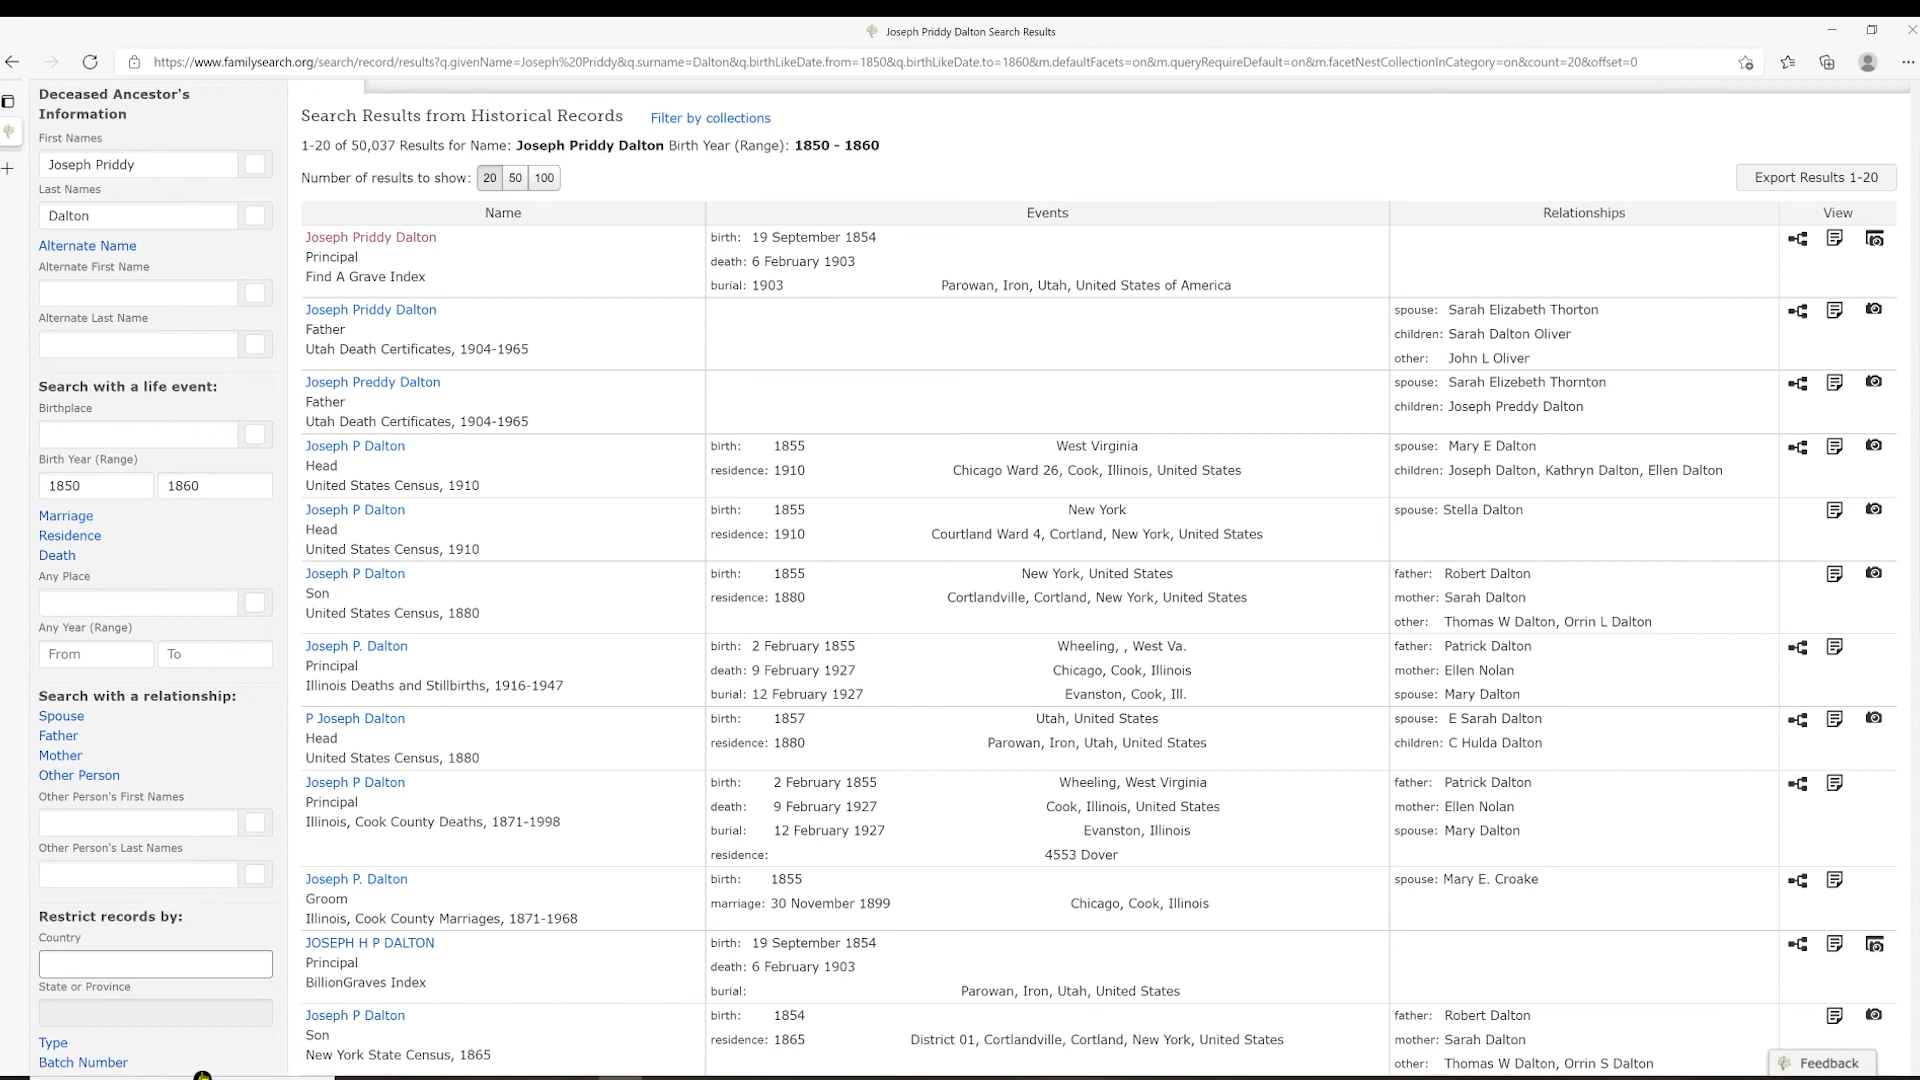 Joseph Priddy Dalton Search Results
https://www.familysearch.org/search/record/results?q.givenName=Joseph%20Priddy&q.surname=Dalton&q.birthLikeDate.from=1850&q.birthLikeDate.to=1860&m.defaultFacets=on&m.queryRequireDefault=on&m.facetNestCollectionInCategory=on&count=20&offset=0
Deceased Ancestor's
Information
First Names
Joseph Priddy
Last Names
Dalton
Alternate Name
Alternate First Name
Alternate Last Name
Search with a life event:
Birthplace
Birth Year (Range)
1850 1860
Marriage
Residence
Death
Any Place
Any Year (Range)
From To
Search with a relationship:
Spouse
Father
Mother
Other Person
Other Person's First Names
Other Person's Last Names
Restrict records by:
Country
State or Province
Type
Batch Number
Search Results from Historical Records Filter by collections
1-20 of 50,037 Results for Name: Joseph Priddy Dalton Birth Year (Range): 1850 - 1860
Number of results to show: 20 50 100 Export Results 1-20
Name Events Relationships View
Joseph Priddy Dalton birth: 19 September 1854
Principal death: 6 February 1903
Find A Grave Index burial: 1903 Parowan, Iron, Utah, United States of America
Joseph Priddy Dalton spouse: Sarah Elizabeth Thorton
Father children: Sarah Dalton Oliver
Utah Death Certificates, 1904-1965 other: John L Oliver
Joseph Preddy Dalton spouse: Sarah Elizebeth Thornton
Father children: Joseph Preddy Dalton
Utah Death Certificates, 1904-1965
Joseph P Dalton birth: 1855 West Virginia spouse: Mary E Dalton
Head residence: 1910 Chicago Ward 26, Cook, Illinois, United States children: Joseph Dalton, Kathryn Dalton, Ellen Dalton
United States Census, 1910
Joseph P Dalton birth: 1855 New York spouse: Stella Dalton
Head residence: 1910 Courtland Ward 4, Cortland, New York, United States
United States Census, 1910
Joseph P Dalton birth: 1855 New York, United States father: Robert Dalton
Son residence: 1880 Cortlandville, Cortland, New York, United States mother: Sarah Dalton
United States Census, 1880 other: Thomas W Dalton, Orrin L Dalton
Joseph P. Dalton birth: 2 February 1855 Wheeling, , West Va. father: Patrick Dalton
Principal death: 9 February 1927 Chicago, Cook, Illinois mother: Ellen Nolan
Illinois Deaths and Stillbirths, 1916-1947 burial: 12 February 1927 Evanston, Cook, Ill. spouse: Mary Dalton
P Joseph Dalton birth: 1857 Utah, United States spouse: E Sarah Dalton
Head residence: 1880 Parowan, Iron, Utah, United States children: C Hulda Dalton
United States Census, 1880
Joseph P Dalton birth: 2 February 1855 Wheeling, West Virginia father: Patrick Dalton
Principal death: 9 February 1927 Cook, Illinois, United States mother: Ellen Nolan
Illinois, Cook County Deaths, 1871-1998 burial: 12 February 1927 Evanston, Illinois spouse: Mary Dalton
residence: 4553 Dover
Joseph P. Dalton birth: 1855 spouse: Mary E. Croake
Groom marriage: 30 November 1899 Chicago, Cook, Illinois
Illinois, Cook County Marriages, 1871-1968
JOSEPH H P DALTON birth: 19 September 1854
Principal death: 6 February 1903
BillionGraves Index burial: Parowan, Iron, Utah, United States
Joseph P Dalton birth: 1854 father: Robert Dalton
Son residence: 1865 District 01, Cortlandville, Cortland, New York, United States mother: Sarah Dalton
New York State Census, 1865 other: Thomas W Dalton, Orrin S Dalton
Feedback